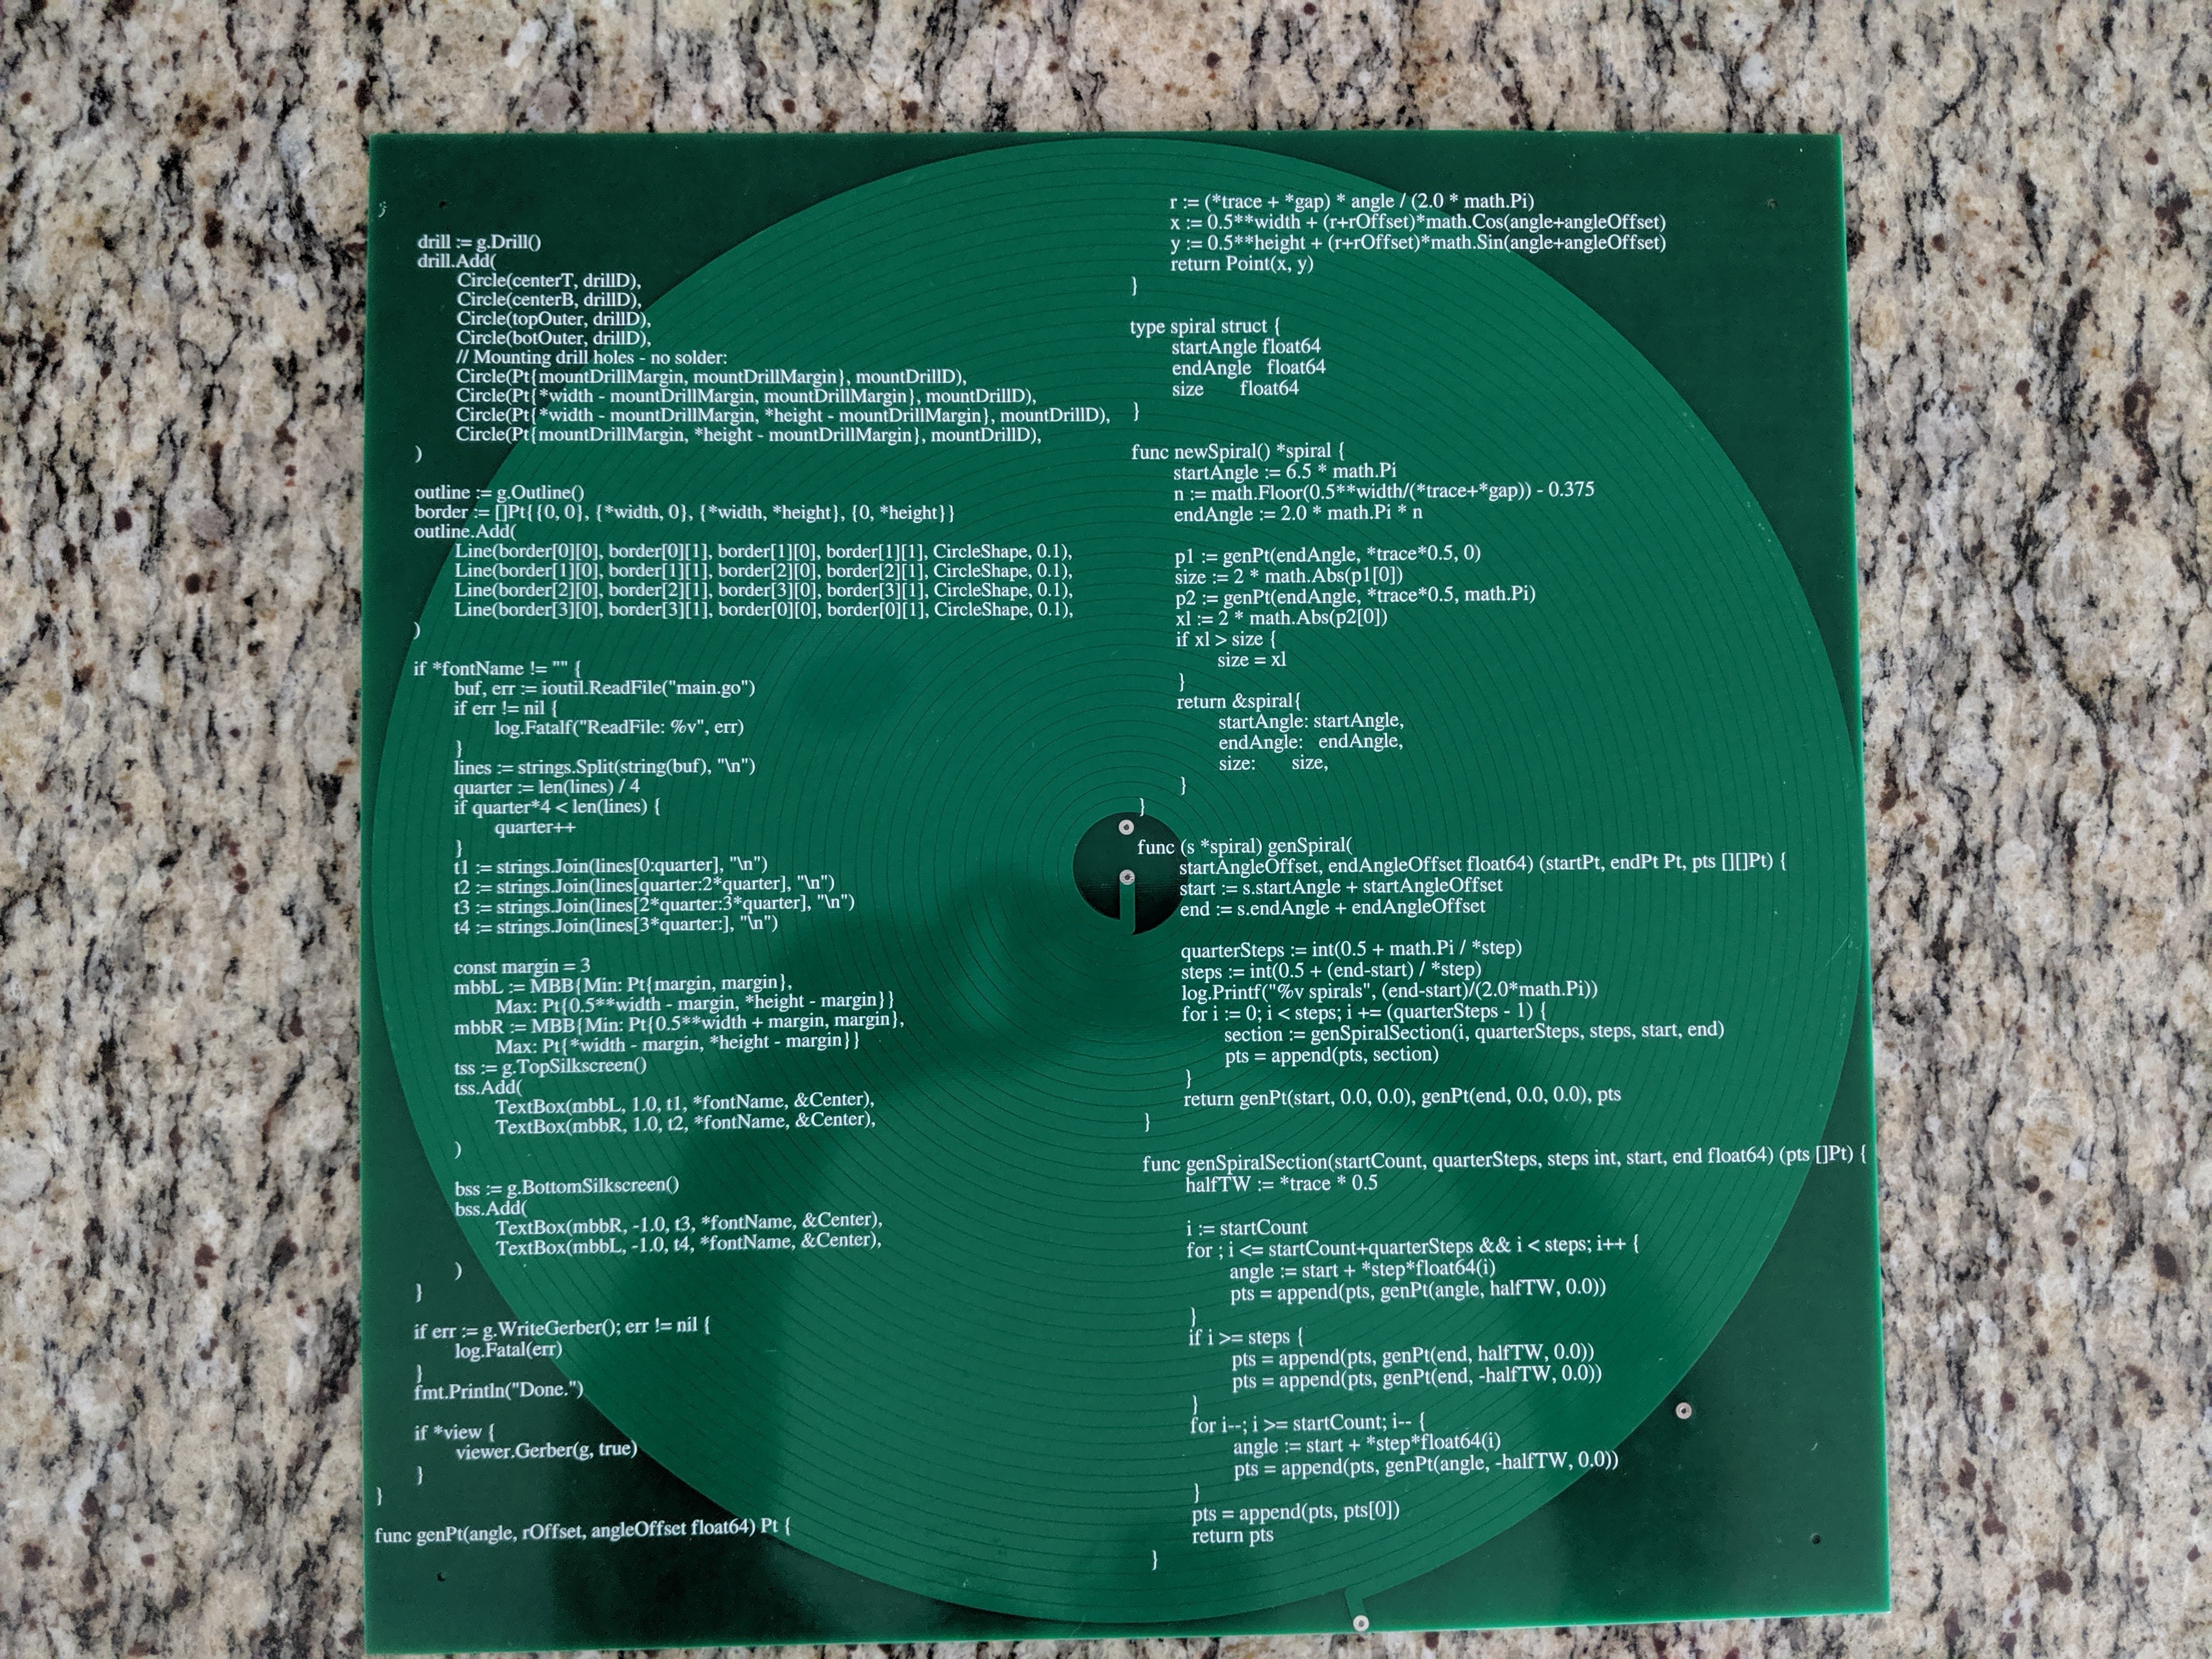 drill := g.Drill()
drill.Add(
Circle(centerT, drillD),
Circle(centerB, drillD),
Circle(topOuter, drillD),
Circle(botOuter, drillD),
// Mounting drill holes - no solder:
Circle(Pt{mountDrillMargin, mountDrillMargin}, mountDrillD),
Circle(Pt{*width - mountDrillMargin, mountDrillMargin}, mountDrillD),
Circle(Pt{*width - mountDrillMargin, *height - mountDrillMargin}, mountDrillD),
Circle(Pt{mountDrillMargin, *height - mountDrillMargin}, mountDrillD),
)
outline := g.Outline()
border := []Pt{{0, 0}, {*width, 0}, {*width, *height}, {0, *height}}
outline.Add(
Line(border[0][0], border[0][1], border[1][0], border[1][1], CircleShape, 0.1),
Line(border[1][0], border[1][1], border[2][0], border[2][1], CircleShape, 0.1),
Line(border[2][0], border[2][1], border[3][0], border[3][1], CircleShape, 0.1),
Line(border[3][0], border[3][1], border[0][0], border[0][1], CircleShape, 0.1),
)
if *fontName != "" {
buf, err := ioutil.ReadFile("main.go")
if err != nil {
log.Fatalf("ReadFile: %v", err)
}
lines := strings.Split(string(buf), "\n")
quarter := len(lines) / 4
if quarter*4 < len(lines) {
quarter++
}
t1 := strings.Join(lines[0:quarter], "\n")
t2 := strings.Join(lines[quarter:2*quarter], "\n")
t3 := strings.Join(lines[2*quarter:3*quarter], "\n")
t4 := strings.Join(lines[3*quarter:], "\n")
const margin = 3
mbbL := MBB{Min: Pt{margin, margin},
Max: Pt{0.5**width - margin, *height - margin}}
mbbR := MBB{Min: Pt{0.5**width + margin, margin},
Max: Pt{*width - margin, *height - margin}}
tss := g.TopSilkscreen()
tss.Add(
TextBox(mbbL, 1.0, t1, *fontName, &Center),
TextBox(mbbR, 1.0, t2, *fontName, &Center),
)
bss := g.BottomSilkscreen()
bss.Add(
TextBox(mbbR, -1.0, t3, *fontName, &Center),
TextBox(mbbL, -1.0, t4, *fontName, &Center),
)
}
if err := g.WriteGerber(); err != nil {
log.Fatal(err)
}
fmt.Println("Done.")
if *view {
viewer.Gerber(g, true)
}
}
func genPt(angle, rOffset, angleOffset float64) Pt {
r := (*trace + *gap) * angle / (2.0 * math.Pi)
x := 0.5**width + (r+rOffset)*math.Cos(angle+angleOffset)
y := 0.5**height + (r+rOffset)*math.Sin(angle+angleOffset)
return Point(x, y)
}
type spiral struct {
startAngle float64
endAngle float64
size float64
}
func newSpiral() *spiral {
startAngle := 6.5 * math.Pi
n := math.Floor(0.5**width/(*trace+*gap)) - 0.375
endAngle := 2.0 * math.Pi * n
p1 := genPt(endAngle, *trace*0.5, 0)
size := 2 * math.Abs(p1[0])
p2 := genPt(endAngle, *trace*0.5, math.Pi)
xl := 2 * math.Abs(p2[0])
if xl > size {
size = xl
}
return &spiral{
startAngle: startAngle,
endAngle: endAngle,
size: size,
}
}
func (s *spiral) genSpiral(
startAngleOffset, endAngleOffset float64) (startPt, endPt Pt, pts [][]Pt) {
start := s.startAngle + startAngleOffset
end := s.endAngle + endAngleOffset
quarterSteps := int(0.5 + math.Pi / *step)
steps := int(0.5 + (end-start) / *step)
log.Printf("%v spirals", (end-start)/(2.0*math.Pi))
for i := 0; i < steps; i += (quarterSteps - 1) {
section := genSpiralSection(i, quarterSteps, steps, start, end)
pts = append(pts, section)
}
return genPt(start, 0.0, 0.0), genPt(end, 0.0, 0.0), pts
}
func genSpiralSection(startCount, quarterSteps, steps int, start, end float64) (pts []Pt) {
halfTW := *trace * 0.5
i := startCount
for ; i <= startCount+quarterSteps && i < steps; i++ {
angle := start + *step*float64(i)
pts = append(pts, genPt(angle, halfTW, 0.0))
}
if i >= steps {
pts = append(pts, genPt(end, halfTW, 0.0))
pts = append(pts, genPt(end, -halfTW, 0.0))
}
for i--; i >= startCount; i-- {
angle := start + *step*float64(i)
pts = append(pts, genPt(angle, -halfTW, 0.0))
}
pts = append(pts, pts[0])
return pts
}